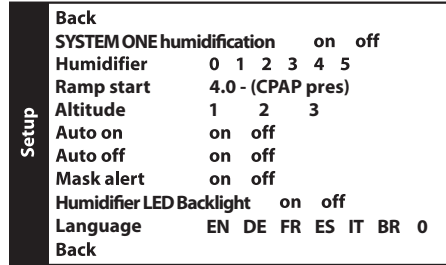 Setup
Back
SYSTEM ONE humidification on off
Humidifier 0 1 2 3 4 5
Ramp start 4.0 - (CPAP pres)
Altitude 1 2 3
Auto on on off
Auto off on off
Mask alert on off
Humidifier LED Backlight on off
Language EN DE FR ES IT BR 0
Back